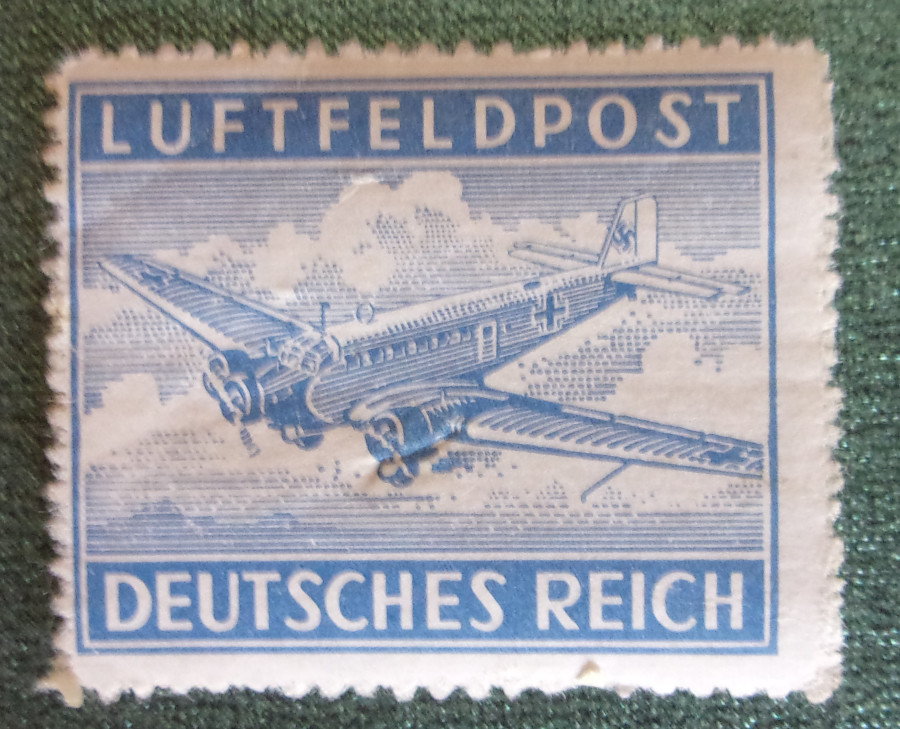 LUFTFELDPOST
DEUTSCHES REICH